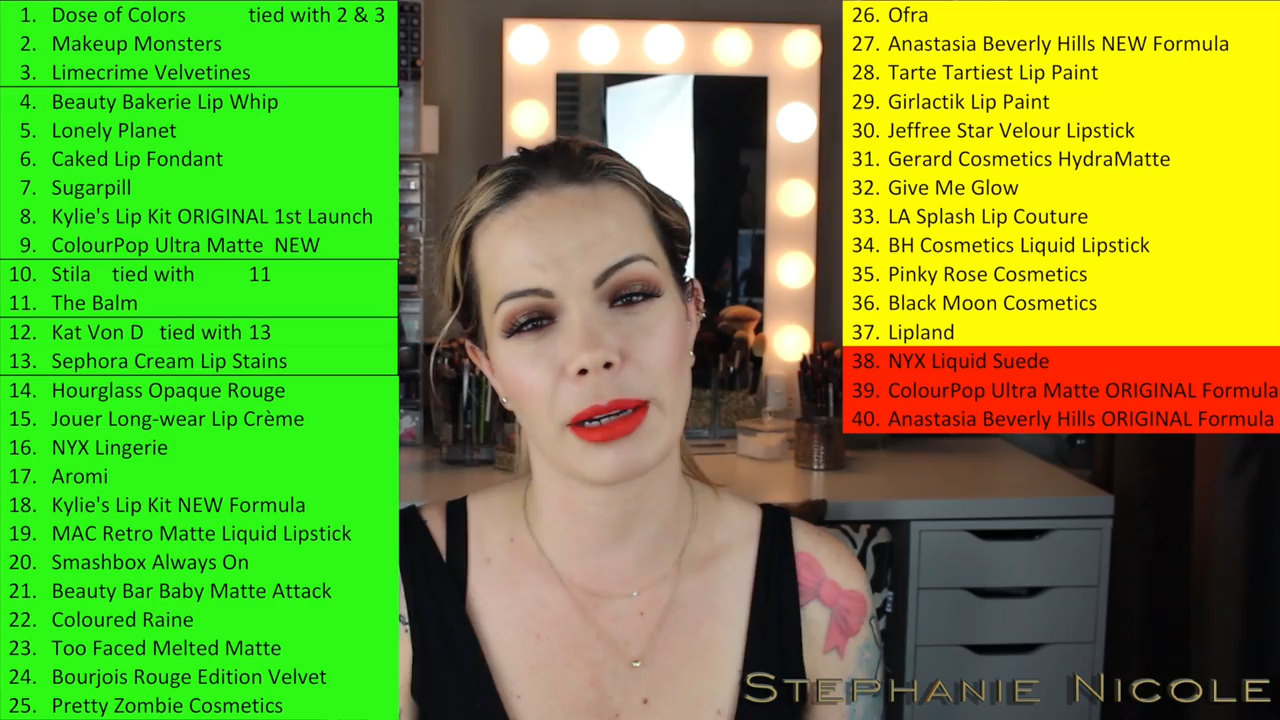 1. Dose of Colors tied with 2 & 3
2. Makeup Monsters
3. Limecrime Velvetines
4. Beauty Bakerie Lip Whip
5. Lonely Planet
6. Caked Lip Fondant
7. Sugarpill
8. Kylie's Lip Kit ORIGINAL 1st Launch
9. ColourPop Ultra Matte NEW
10. Stila tied with 11
11. The Balm
12. Kat Von D tied with 13
13. Sephora Cream Lip Stains
14. Hourglass Opaque Rouge
15. Jouer Long-wear Lip Crème
16. NYX Lingerie
17. Aromi
18. Kylie's Lip Kit NEW Formula
19. MAC Retro Matte Liquid Lipstick
20. Smashbox Always On
21. Beauty Bar Baby Matte Attack
22. Coloured Raine
23. Too Faced Melted Matte
24. Bourjois Rouge Edition Velvet
25. Pretty Zombie Cosmetics
26. Ofra
27. Anastasia Beverly Hills NEW Formula
28. Tarte Tartiest Lip Paint
29. Girlactik Lip Paint
30. Jeffree Star Velour Lipstick
31. Gerard Cosmetics HydraMatte
32. Give Me Glow
33. LA Splash Lip Couture
34. BH Cosmetics Liquid Lipstick
35. Pinky Rose Cosmetics
36. Black Moon Cosmetics
37. Lipland
38. NYX Liquid Suede
39. ColourPop Ultra Matte ORIGINAL Formula
40. Anastasia Beverly Hills ORIGINAL Formula
STEPHANIE NICOLE